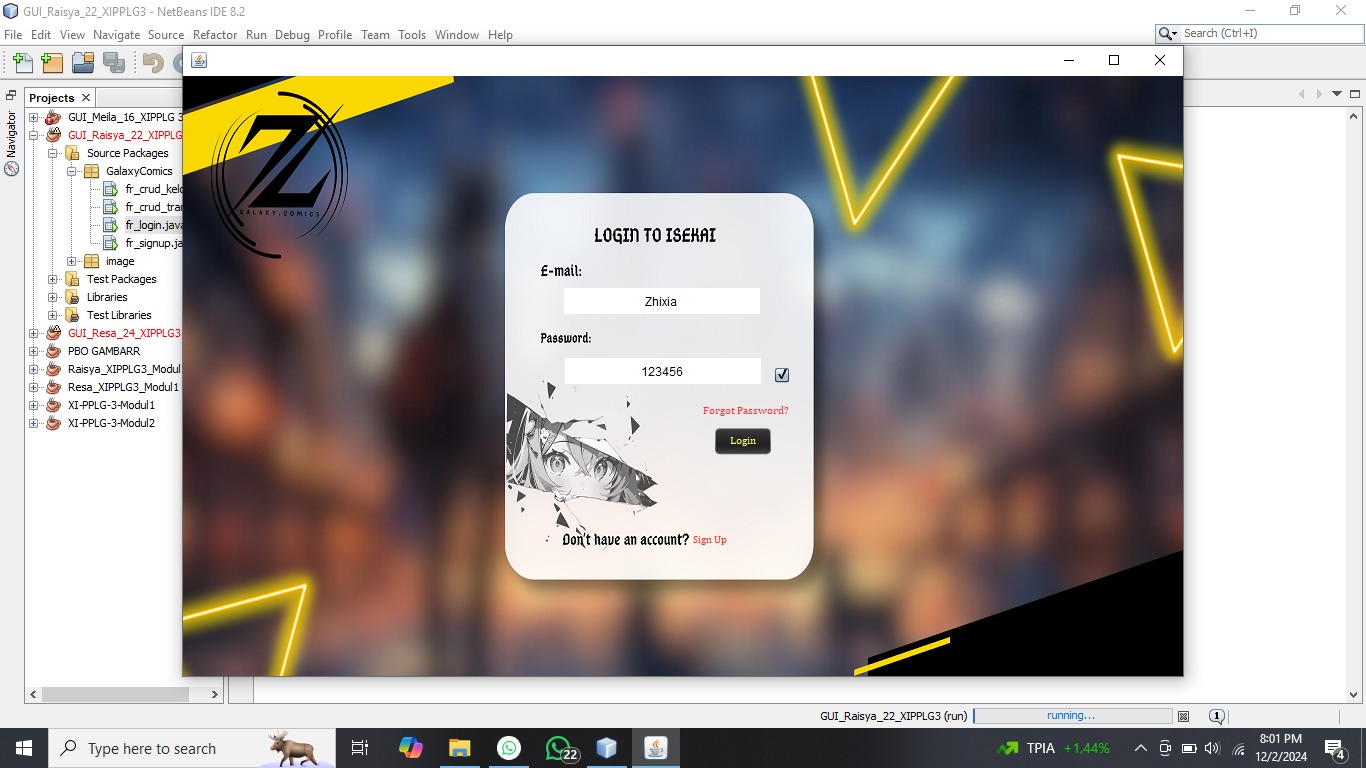 GUI_Raisya_22_XIPPLG3 - NetBeans IDE 8.2
File Edit View Navigate Source Refactor Run Debug Profile Team Tools Window Help
Search (Ctrl+I)
Projects
Navigator
GUI_Meila_16_XIPPLG 3
GUI_Raisya_22_XIPPLG
Source Packages
GalaxyComics
fr_crud_kelo
fr_crud_tran
fr_login.java
fr_signup.ja
image
Test Packages
Libraries
Test Libraries
GUI_Resa_24_XIPPLG3
PBO GAMBARR
Raisya_XIPPLG3_Modul
Resa_XIPPLG3_Modul1
XI-PPLG-3-Modul1
XI-PPLG-3-Modul2
Z
GALAXY.COMICS
LOGIN TO ISEKAI
E-mail:
Zhixia
Password:
123456
Forgot Password?
Login
Don't have an account? Sign Up
GUI_Raisya_22_XIPPLG3 (run)
running...
1
Type here to search
22
TPIA +1,44%
8:01 PM
12/2/2024
4